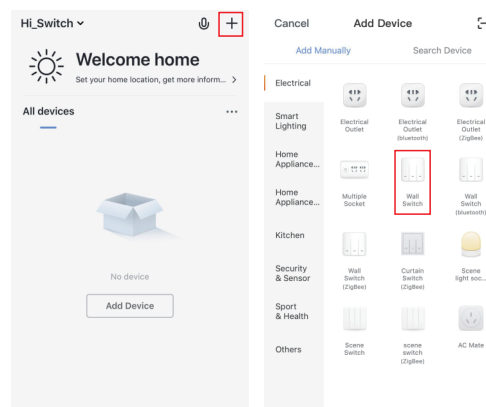 Hi_Switch
Welcome home
Set your home location, get more inform...
All devices
No device
Add Device
Cancel
Add Device
Add Manually
Search Device
Electrical
Smart
Lighting
Home
Appliance...
Home
Appliance...
Kitchen
Security
& Sensor
Sport
& Health
Others
Electrical
Outlet
Electrical
Outlet
(bluetooth)
Electrical
Outlet
(ZigBee)
Multiple
Socket
Wall
Switch
Wall
Switch
(bluetooth)
Wall
Switch
(ZigBee)
Curtain
Switch
(ZigBee)
Scene
light soc...
Scene
Switch
scene
switch
(ZigBee)
AC Mate